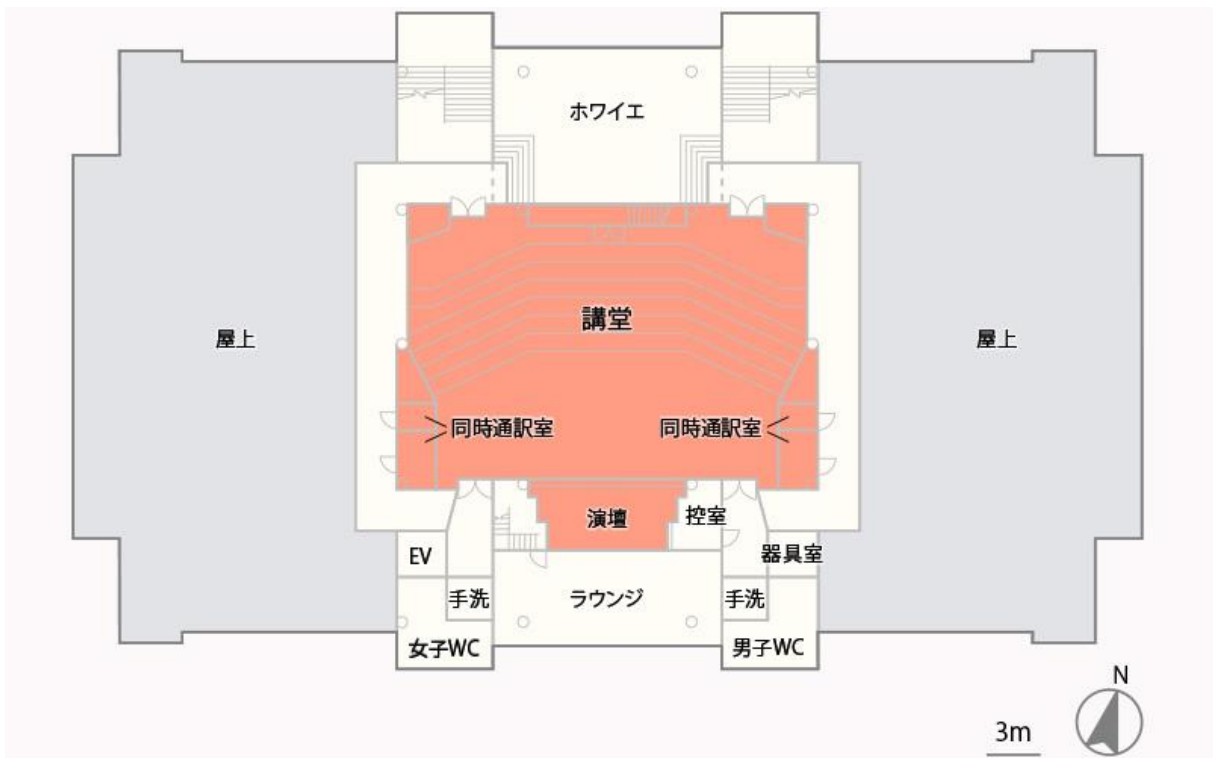 ホワイエ
講堂
屋上
屋上
同時通訳室
同時通訳室
演壇
控室
EV
器具室
手洗
ラウンジ
手洗
女子WC
男子WC
N
3m